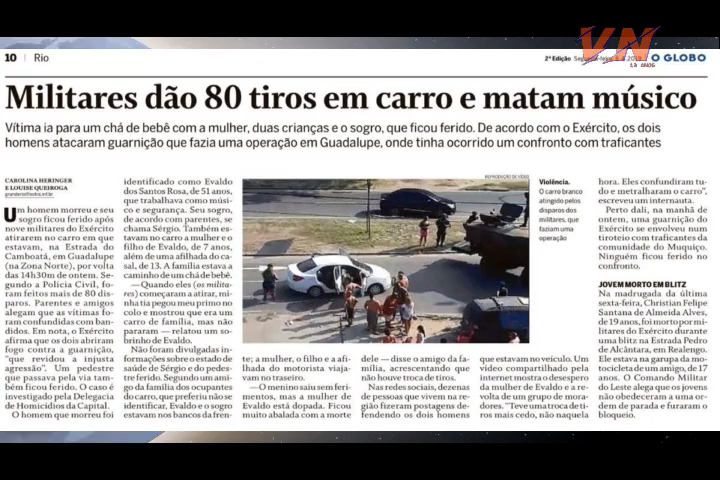 10 | Rio
2ª Edição
VN
O GLOBO
13 ANOS
Militares dão 80 tiros em carro e matam músico
Vítima ia para um chá de bebê com a mulher, duas crianças e o sogro, que ficou ferido. De acordo com o Exército, os dois
homens atacaram guarnição que fazia uma operação em Guadalupe, onde tinha ocorrido um confronto com traficantes
CAROLINA HERINGER
E LOUISE QUEIROGA
granderio@oglobo.com.br
Um homem morreu e seu
sogro ficou ferido após
nove militares do Exército
atirarem no carro em que
estavam, na Estrada do
Camboatá, em Guadalupe
(na Zona Norte), por volta
das 14h30m de ontem. Se-
gundo a Polícia Civil, fo-
ram feitos mais de 80 dis-
paros. Parentes e amigos
alegam que as vítimas fo-
ram confundidas com ban-
didos. Em nota, o Exército
afirma que os dois abriram
fogo contra a guarnição,
"que revidou a injusta
agressão". Um pedestre
que passava pela via tam-
bém ficou ferido. O caso é
investigado pela Delegacia
de Homicídios da Capital.
O homem que morreu foi
identificado como Evaldo
dos Santos Rosa, de 51 anos,
que trabalhava como músi-
co e segurança. Seu sogro,
de acordo com parentes, se
chama Sérgio. Também es-
tavam no carro a mulher e o
filho de Evaldo, de 7 anos,
além de uma afilhada do ca-
sal, de 13. A família estava a
caminho de um chá de bebê.
—Quando eles (os milita-
res) começaram a atirar, mi-
nha tia pegou meu primo no
colo e mostrou que era um
carro de família, mas não
pararam — relatou um so-
brinho de Evaldo.
Não foram divulgadas in-
formações sobre o estado de
saúde de Sérgio e do pedes-
tre ferido. Segundo um ami-
go da família dos ocupantes
do carro, que preferiu não se
identificar, Evaldo e o sogro
estavam nos bancos da fren-
REPRODUÇÃO DE VÍDEO
te; a mulher, o filho e a afi-
lhada do motorista viaja-
vam no traseiro.
—O menino saiu sem feri-
mentos, mas a mulher de
Evaldo está dopada. Ficou
muito abalada com a morte
dele — disse o amigo da fa-
mília, acrescentando que
não houve troca de tiros.
Nas redes sociais, dezenas
de pessoas que vivem na re-
gião fizeram postagens de-
fendendo os dois homens
que estavam no veículo. Um
vídeo compartilhado pela
internet mostra o desespero
da mulher de Evaldo e a re-
volta de um grupo de mora-
dores. "Teve uma troca de ti-
ros mais cedo, não naquela
Violência.
O carro branco
atingido pelos
disparos dos
militares, que
faziam uma
operação
hora. Eles confundiram tu-
do e metralharam o carro",
escreveu um internauta.
Perto dali, na manhã de
ontem, uma guarnição do
Exército se envolveu num
tiroteio com traficantes da
comunidade do Muquiço.
Ninguém ficou ferido no
confronto.
JOVEM MORTO EM BLITZ
Na madrugada da última
sexta-feira, Christian Felipe
Santana de Almeida Alves,
de 19 anos, foi morto por mi-
litares do Exército durante
uma blitz na Estrada Pedro
de Alcântara, em Realengo.
Ele estava na garupa da mo-
tocicleta de um amigo, de 17
anos. O Comando Militar
do Leste alega que os jovens
não obedeceram a uma or-
dem de parada e furaram o
bloqueio.